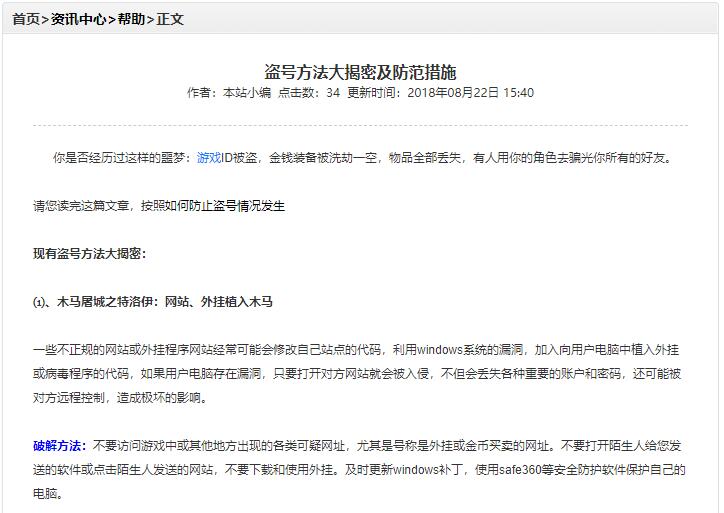 首页>资讯中心>帮助>正文
盗号方法大揭密及防范措施
作者：本站小编 点击数：34 更新时间：2018年08月22日 15:40
你是否经历过这样的噩梦：游戏ID被盗，金钱装备被洗劫一空，物品全部丢失，有人用你的角色去骗光你所有的好友。
请您读完这篇文章，按照如何防止盗号情况发生
现有盗号方法大揭密：
⑴、木马屠城之特洛伊：网站、外挂植入木马
一些不正规的网站或外挂程序网站经常可能会修改自己站点的代码，利用windows系统的漏洞，加入向用户电脑中植入外挂
或病毒程序的代码，如果用户电脑存在漏洞，只要打开对方网站就会被入侵，不但会丢失各种重要的账户和密码，还可能被
对方远程控制，造成极坏的影响。
破解方法：不要访问游戏中或其他地方出现的各类可疑网址，尤其是号称是外挂或金币买卖的网址。不要打开陌生人给您发
送的软件或点击陌生人发送的网站，不要下载和使用外挂。及时更新windows补丁，使用safe360等安全防护软件保护自己的
电脑。